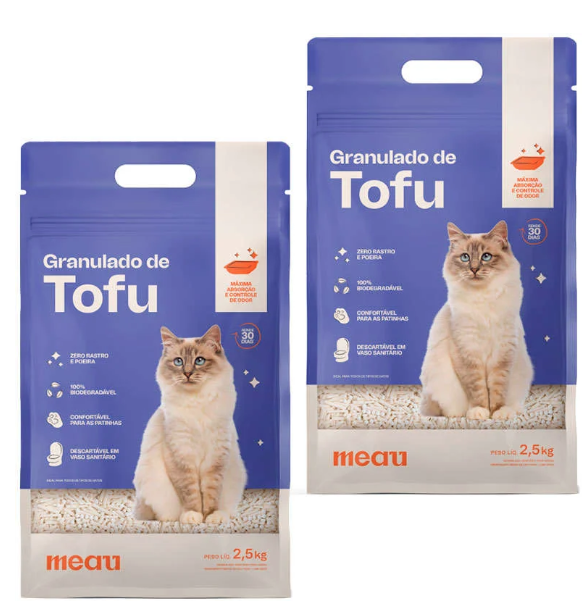 Granulado de
Tofu
MÁXIMA
ABSORÇÃO
E CONTROLE
DE ODOR
30
DIAS
ZERO RASTRO
E POEIRA
100%
BIODEGRADÁVEL
CONFORTÁVEL
PARA AS PATINHAS
DESCARTÁVEL EM
VASO SANITÁRIO
meau
PESO LÍQ. 2,5kg
Granulado de
Tofu
MÁXIMA
ABSORÇÃO
E CONTROLE
DE ODOR
30
DIAS
ZERO RASTRO
E POEIRA
100%
BIODEGRADÁVEL
CONFORTÁVEL
PARA AS PATINHAS
DESCARTÁVEL EM
VASO SANITÁRIO
meau
PESO LÍQ. 2,5kg